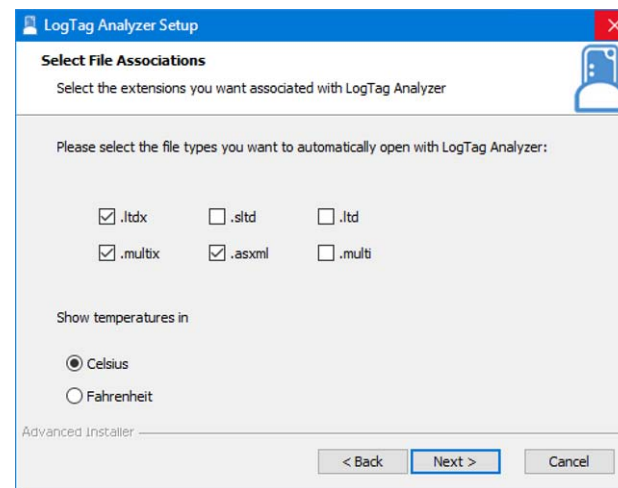 LogTag Analyzer Setup
Select File Associations
Select the extensions you want associated with LogTag Analyzer
Please select the file types you want to automatically open with LogTag Analyzer:
.ltdx .sltd .ltd
.multix .asxml .multi
Show temperatures in
Celsius
Fahrenheit
Advanced Installer
< Back Next > Cancel